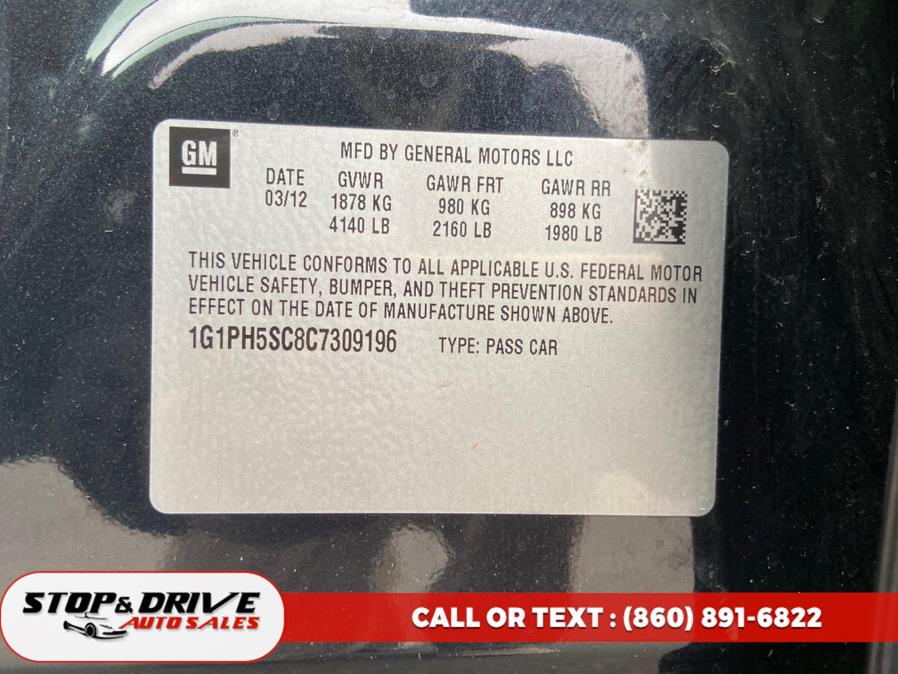 GM
MFD BY GENERAL MOTORS LLC
DATE GVWR GAWR FRT GAWR RR
03/12 1878 KG 980 KG 898 KG
4140 LB 2160 LB 1980 LB
THIS VEHICLE CONFORMS TO ALL APPLICABLE U.S. FEDERAL MOTOR
VEHICLE SAFETY, BUMPER, AND THEFT PREVENTION STANDARDS IN
EFFECT ON THE DATE OF MANUFACTURE SHOWN ABOVE.
1G1PH5SC8C7309196 TYPE: PASS CAR
STOP & DRIVE
AUTO SALES
CALL OR TEXT : (860) 891-6822